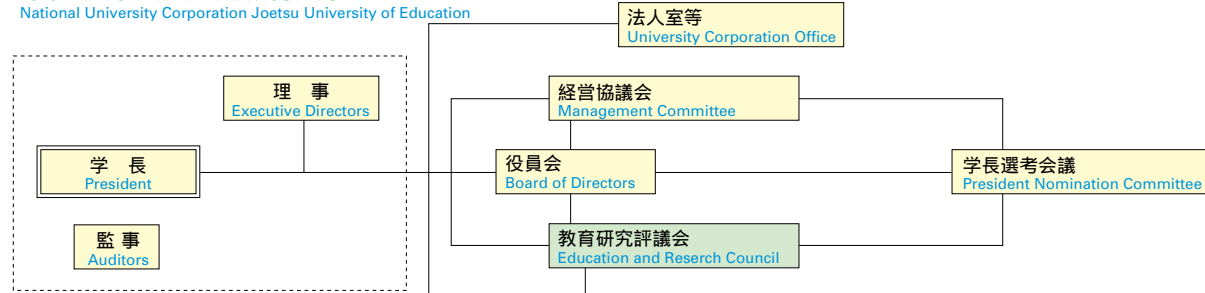 National University Corporation Joetsu University of Education
法人室等
University Corporation Office
理 事
Executive Directors
経営協議会
Management Committee
学 長
President
役員会
Board of Directors
学長選考会議
President Nomination Committee
監 事
Auditors
教育研究評議会
Education and Reserch Council